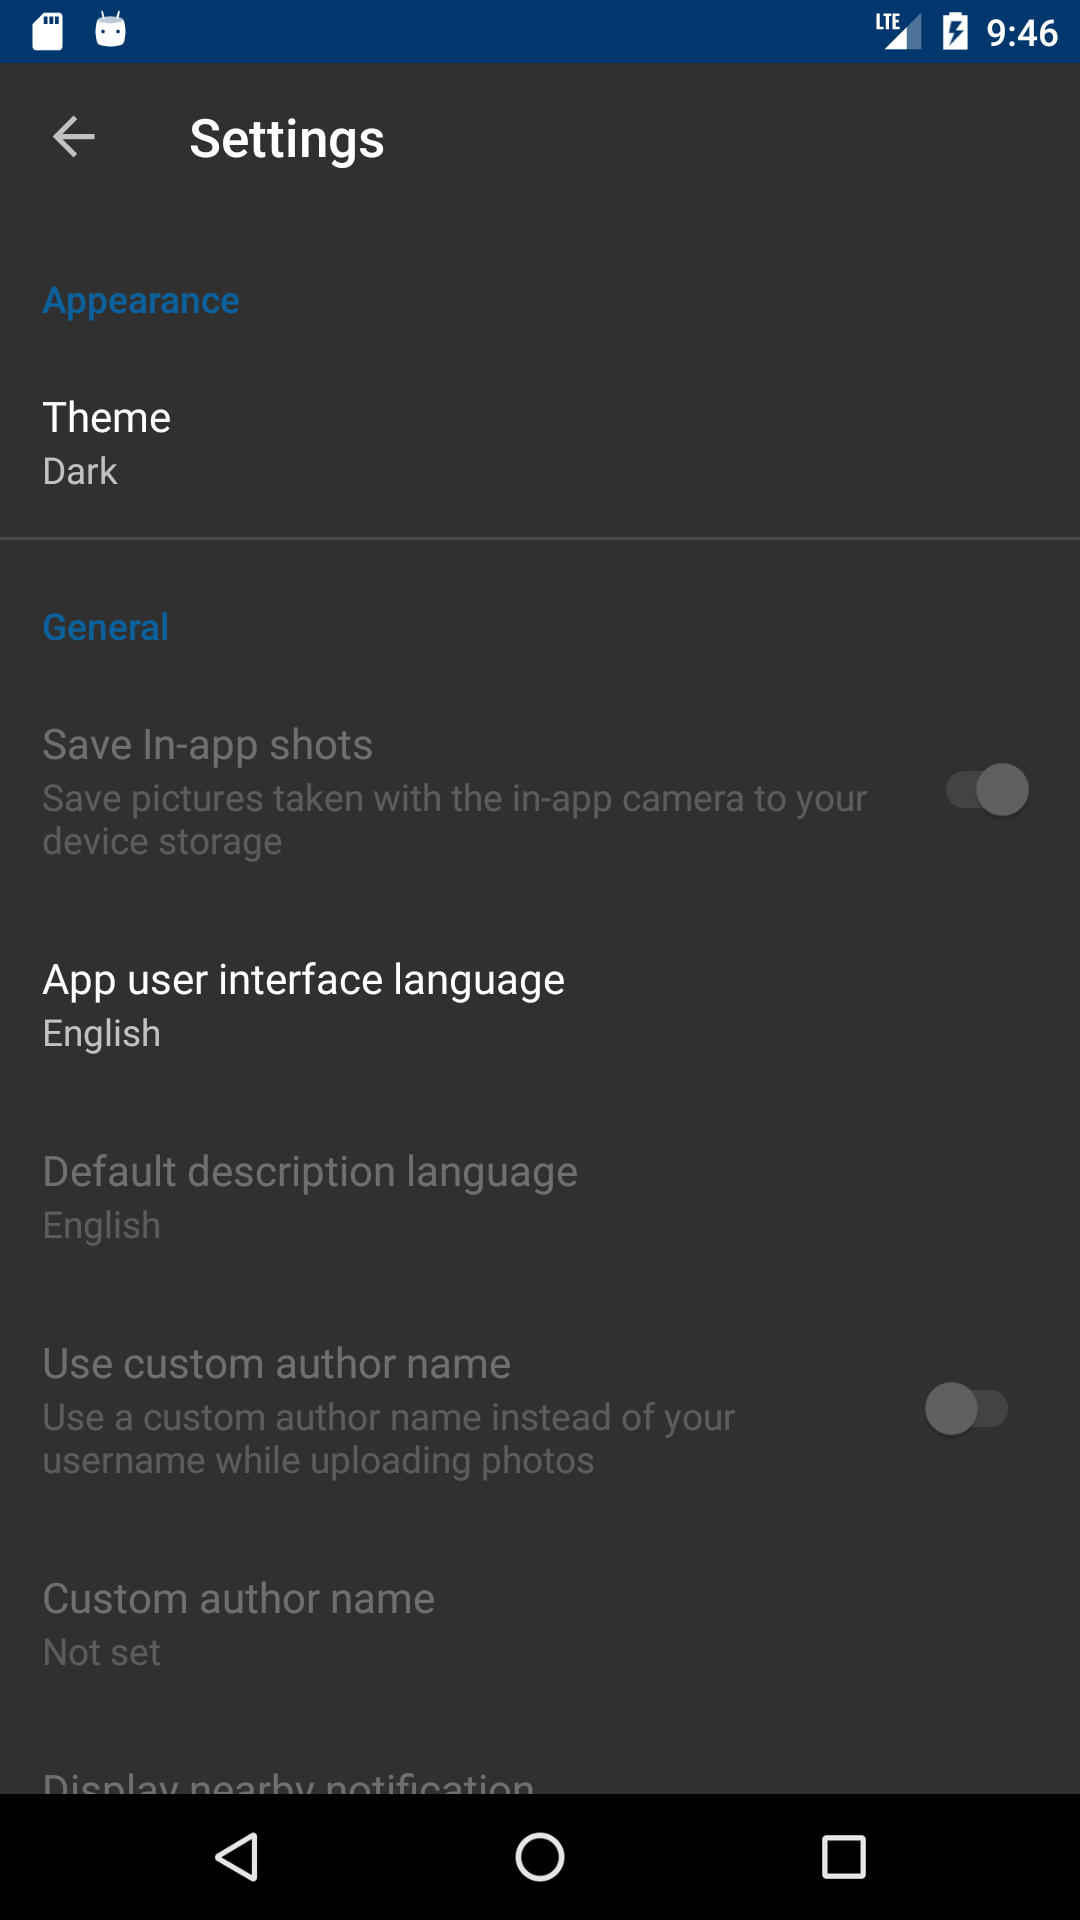 LTE 9:46
Settings
Appearance
Theme
Dark
General
Save In-app shots
Save pictures taken with the in-app camera to your
device storage
App user interface language
English
Default description language
English
Use custom author name
Use a custom author name instead of your
username while uploading photos
Custom author name
Not set
Display nearby notification